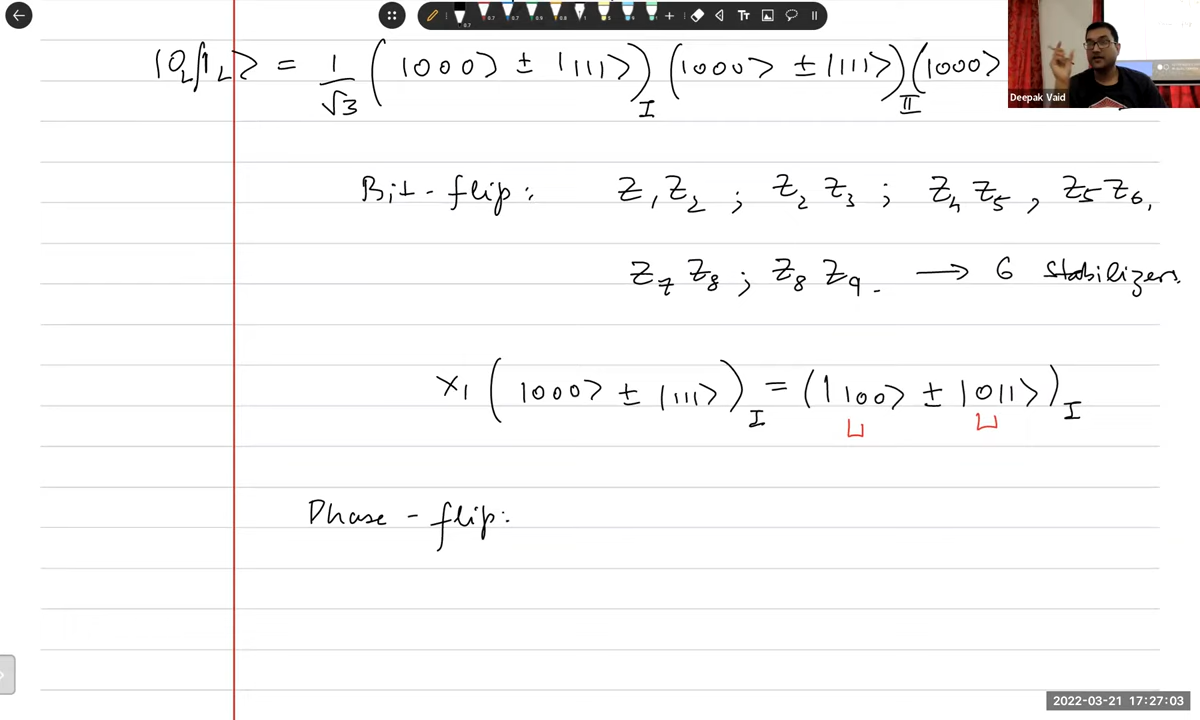 |0_L/1_L⟩ = 1/√3 (|000⟩ ± |111⟩)_I (|000⟩ ± |111⟩)_II (|000⟩
Deepak Vaid
Bit-flip: Z₁Z₂ ; Z₂Z₃ ; Z₄Z₅ , Z₅Z₆,
Z₇Z₈ ; Z₈Z₉. → 6 Stabilizers.
X₁ (|000⟩ ± |111⟩)_I = (|100⟩ ± |011⟩)_I
Phase-flip:
2022-03-21 17:27:03